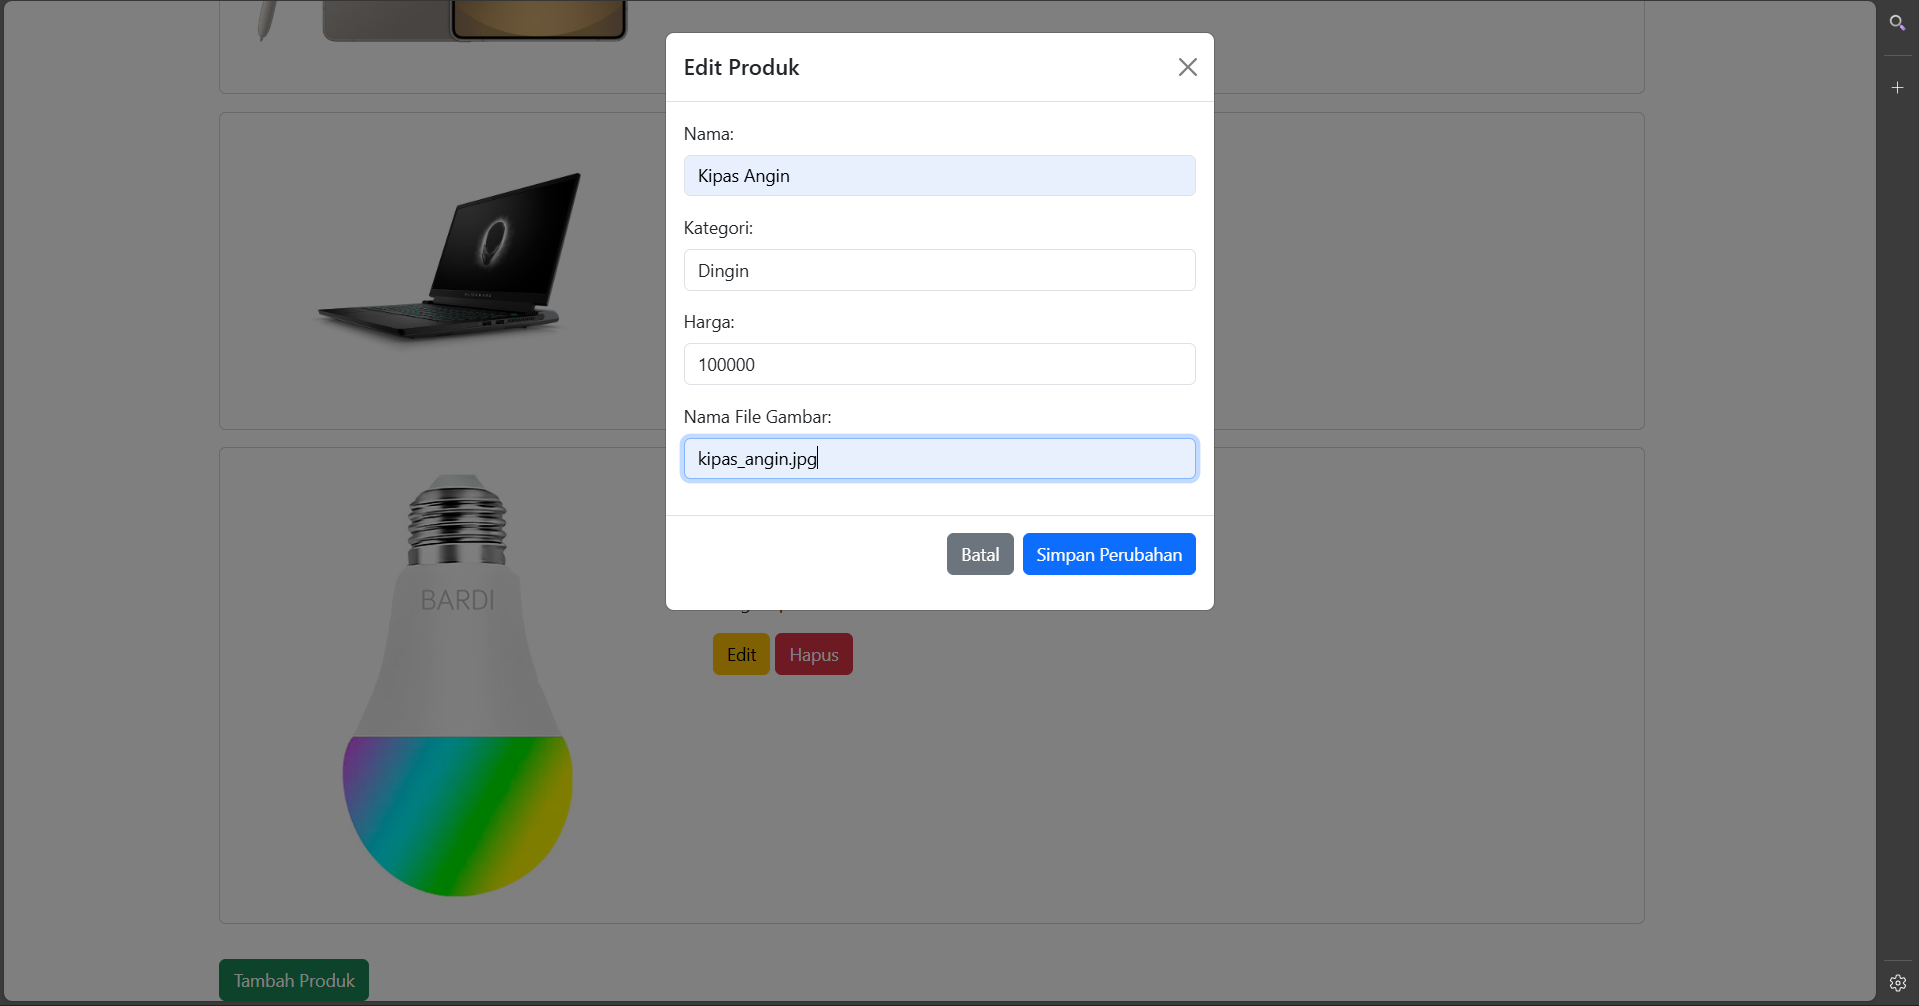 Edit Produk
Nama:
Kipas Angin
Kategori:
Dingin
Harga:
100000
Nama File Gambar:
kipas_angin.jpg
Batal
Simpan Perubahan
BARDI
Edit
Hapus
Tambah Produk